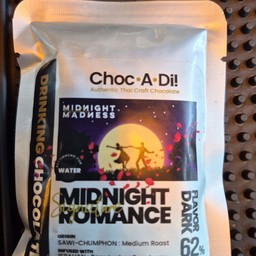 Choc•A•Di!
Authentic Thai Craft Chocolate
MIDNIGHT
MADNESS
WATER
MIDNIGHT
ROMANCE
ORIGIN
SAWI-CHUMPHON : Medium Roast
INFUSED WITH
FLAVOR
DARK
62%
DRINKING CHOCOLAT